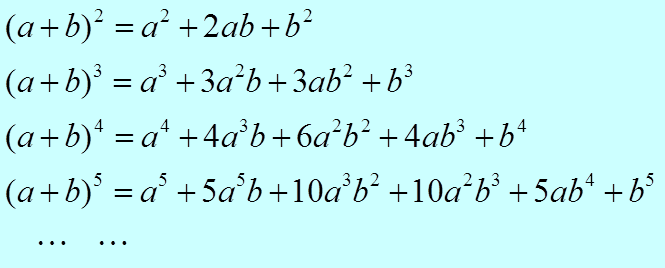 (a+b)² = a² + 2ab + b²
(a+b)³ = a³ + 3a²b + 3ab² + b³
(a+b)⁴ = a⁴ + 4a³b + 6a²b² + 4ab³ + b⁴
(a+b)⁵ = a⁵ + 5a⁵b + 10a³b² + 10a²b³ + 5ab⁴ + b⁵
… …